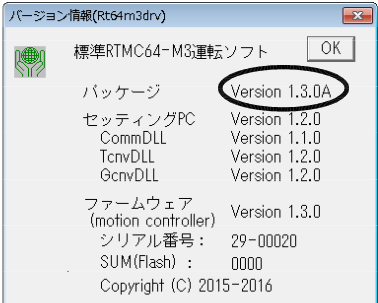 バージョン情報(Rt64m3drv)
標準RTMC64-M3運転ソフト OK
パッケージ Version 1.3.0A
セッティングPC Version 1.2.0
CommDLL Version 1.1.0
TcnvDLL Version 1.2.0
GcnvDLL Version 1.2.0
ファームウェア
(motion controller) Version 1.3.0
シリアル番号： 29-00020
SUM(Flash) ： 0000
Copyright (C) 2015-2016